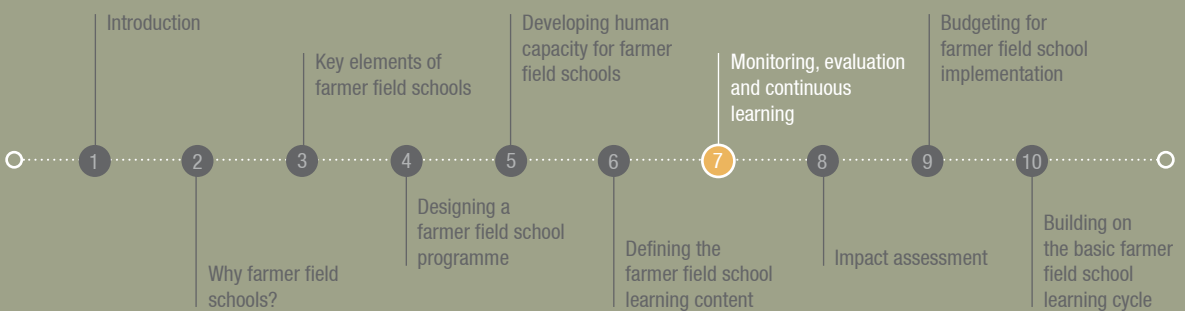 Introduction
Key elements of
farmer field schools
Developing human
capacity for farmer
field schools
Monitoring, evaluation
and continuous
learning
Budgeting for
farmer field school
implementation
1
2
3
4
5
6
7
8
9
10
Why farmer field
schools?
Designing a
farmer field school
programme
Defining the
farmer field school
learning content
Impact assessment
Building on
the basic farmer
field school
learning cycle